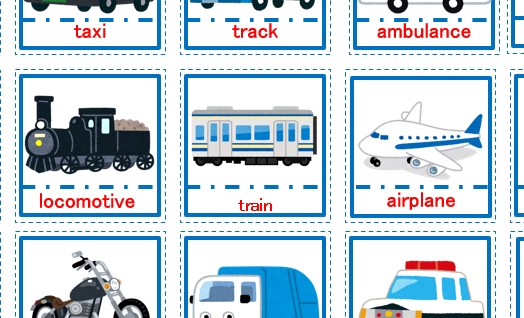 taxi
track
ambulance
locomotive
train
airplane